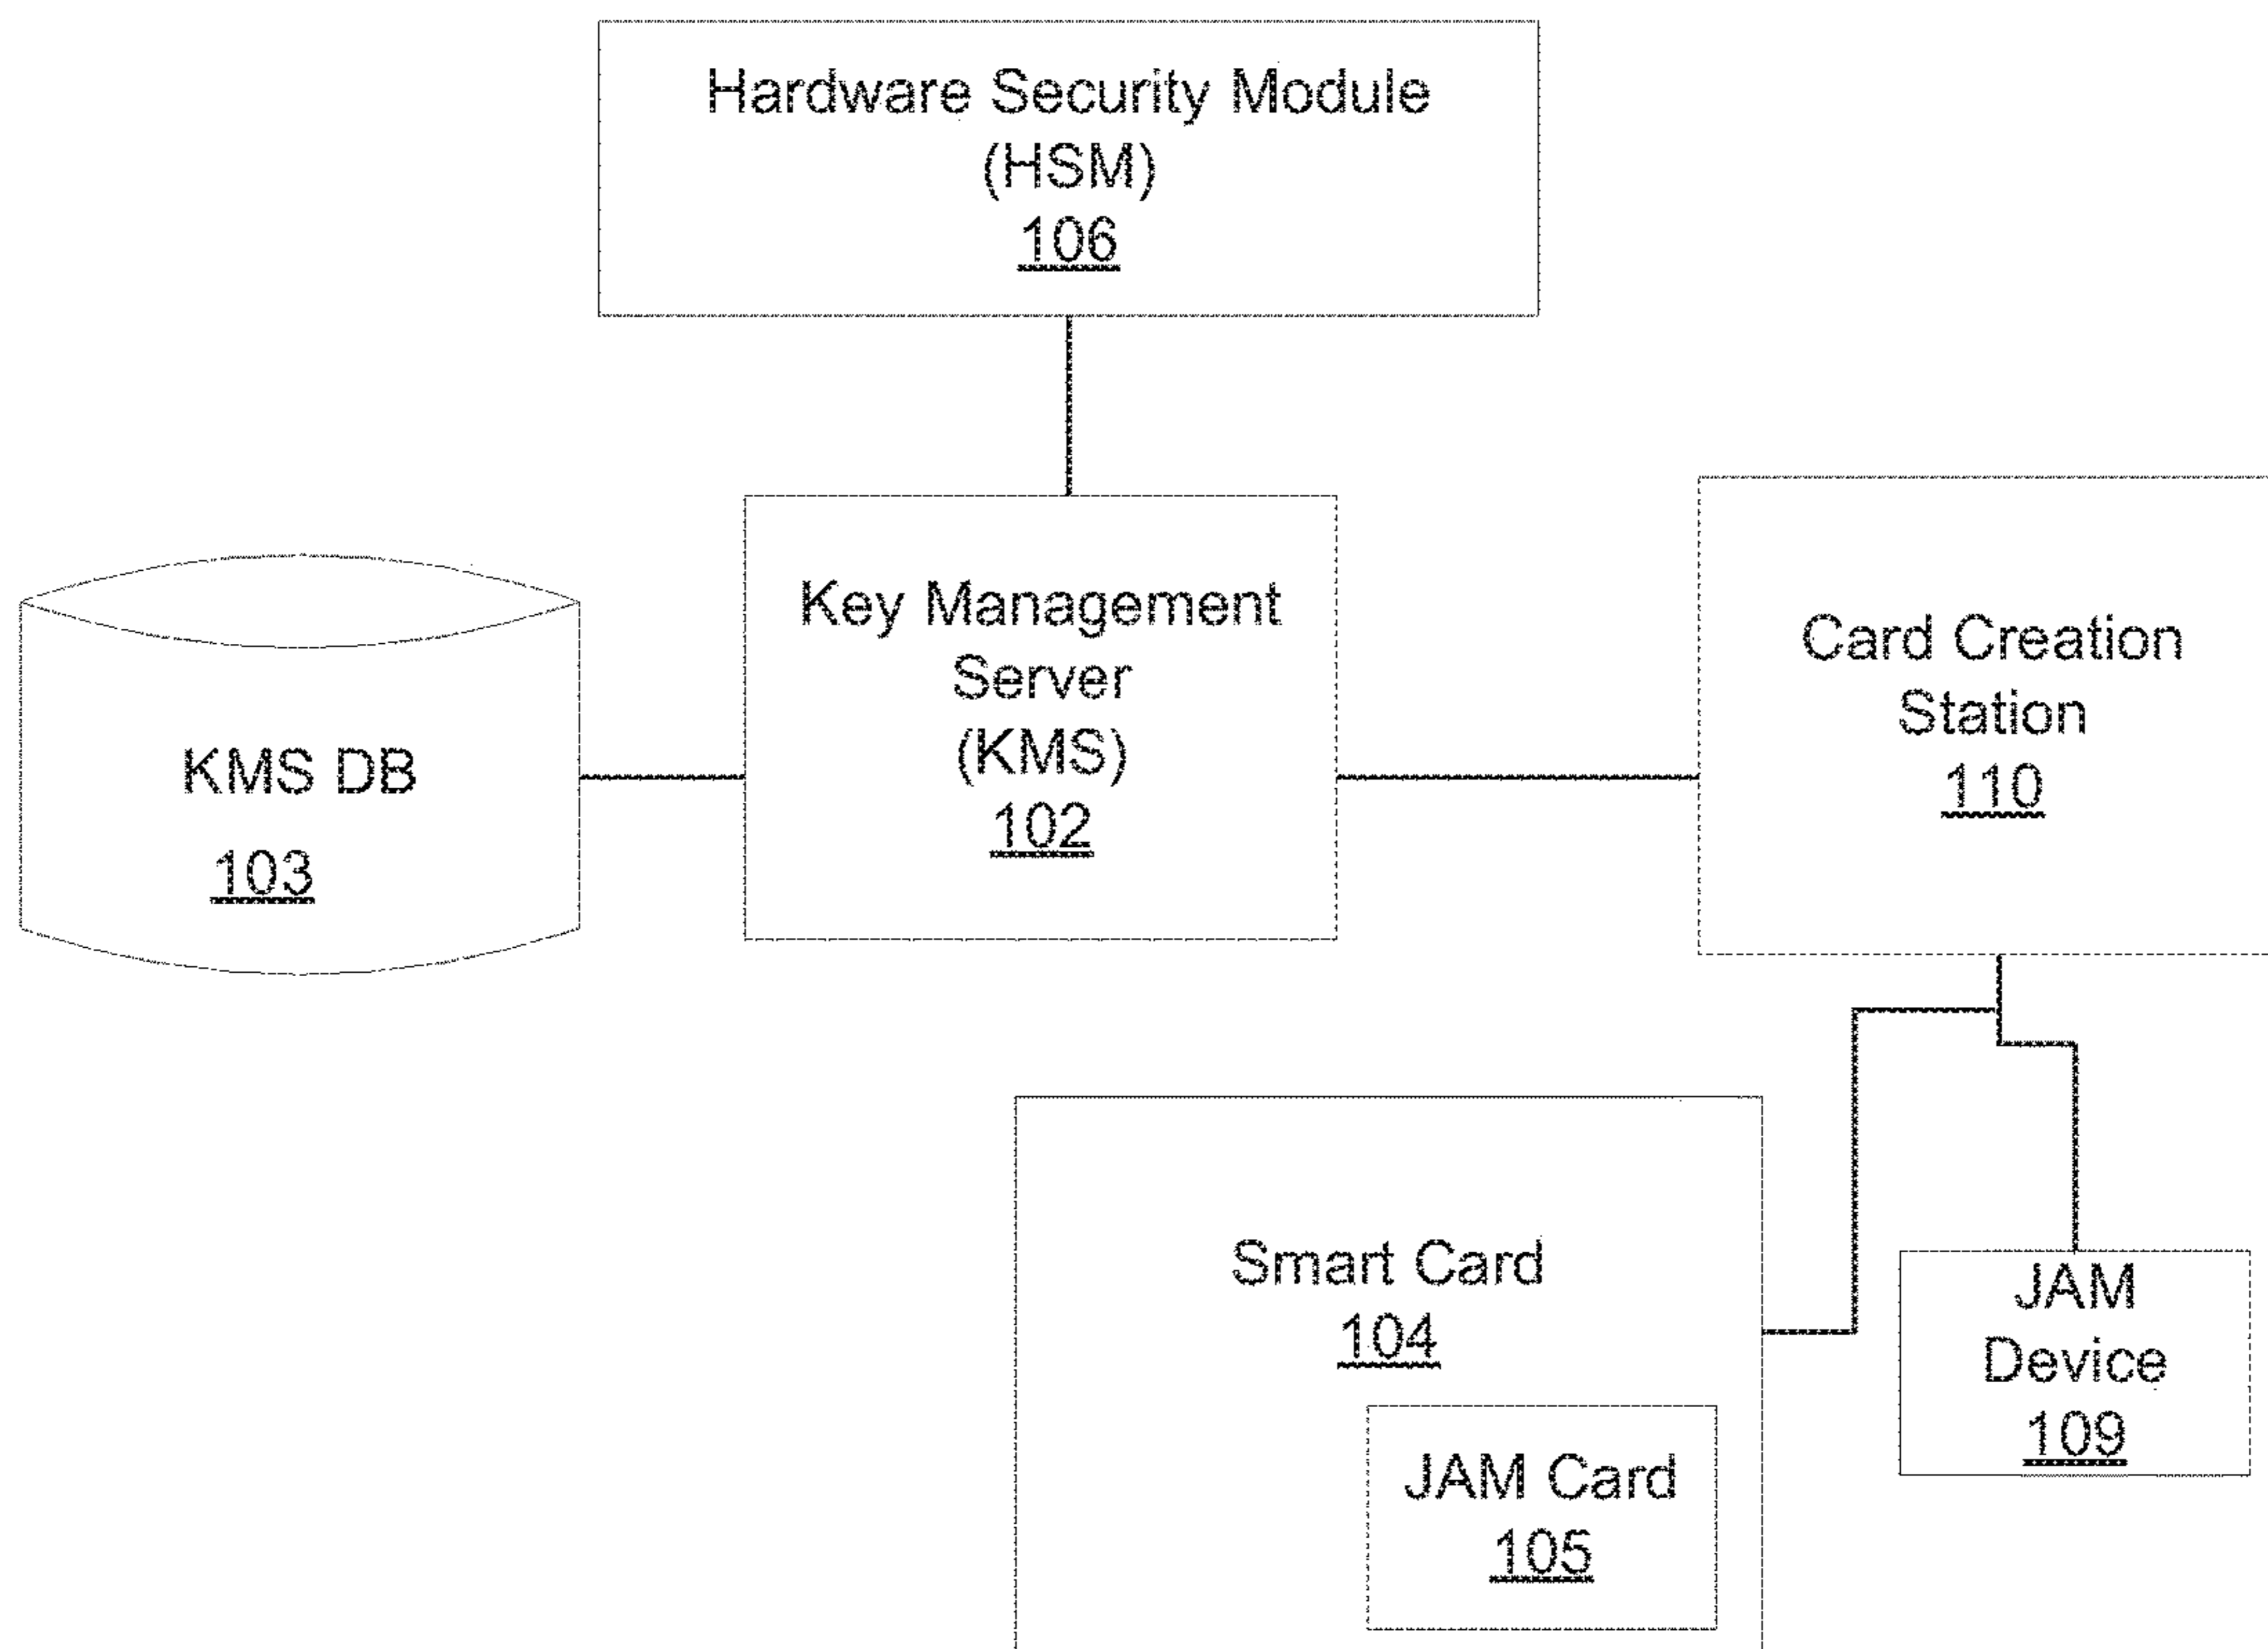 Hardware Security Module
(HSM)
106
Key Management
Server
(KMS)
102
KMS DB
103
Card Creation
Station
110
Smart Card
104
JAM Card
105
JAM
Device
109